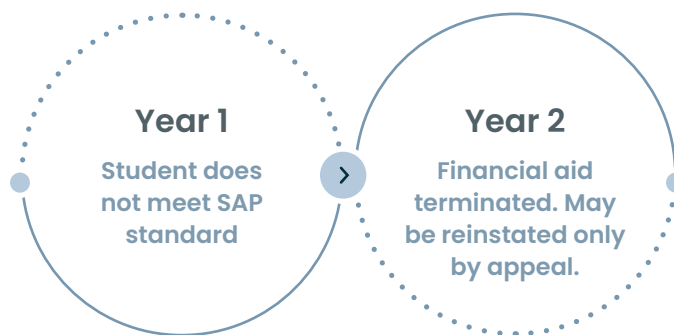 Year 1
Student does
not meet SAP
standard
Year 2
Financial aid
terminated. May
be reinstated only
by appeal.